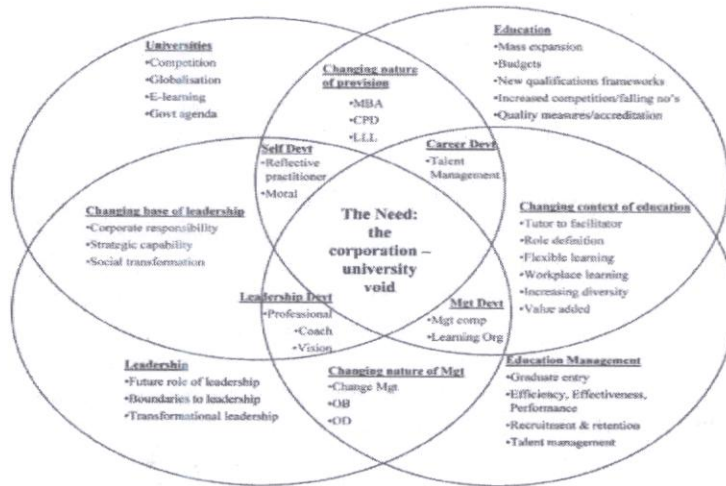 Universities
•Competition
•Globalisation
•E-learning
•Govt agenda
Changing nature
of provision
•MBA
•CPD
•LLL
Education
•Mass expansion
•Budgets
•New qualifications frameworks
•Increased competition/falling no's
•Quality measures/accreditation
Self Devt
•Reflective
practitioner
•Moral
Career Devt
•Talent
Management
Changing base of leadership
•Corporate responsibility
•Strategic capability
•Social transformation
The Need:
the
corporation –
university
void
Changing context of education
•Tutor to facilitator
•Role definition
•Flexible learning
•Workplace learning
•Increasing diversity
•Value added
Leadership Devt
•Professional
•Coach
•Vision
Mgt Devt
•Mgt comp
•Learning Org
Leadership
•Future role of leadership
•Boundaries to leadership
•Transformational leadership
Changing nature of Mgt
•Change Mgt
•OB
•OD
Education Management
•Graduate entry
•Efficiency, Effectiveness,
Performance
•Recruitment & retention
•Talent management